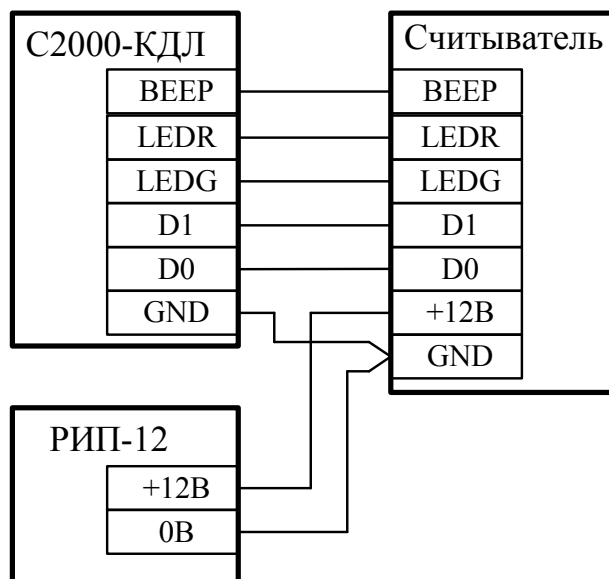 С2000-КДЛ
BEEP
LEDR
LEDG
D1
D0
GND
Считыватель
BEEP
LEDR
LEDG
D1
D0
+12В
GND
РИП-12
+12В
0В